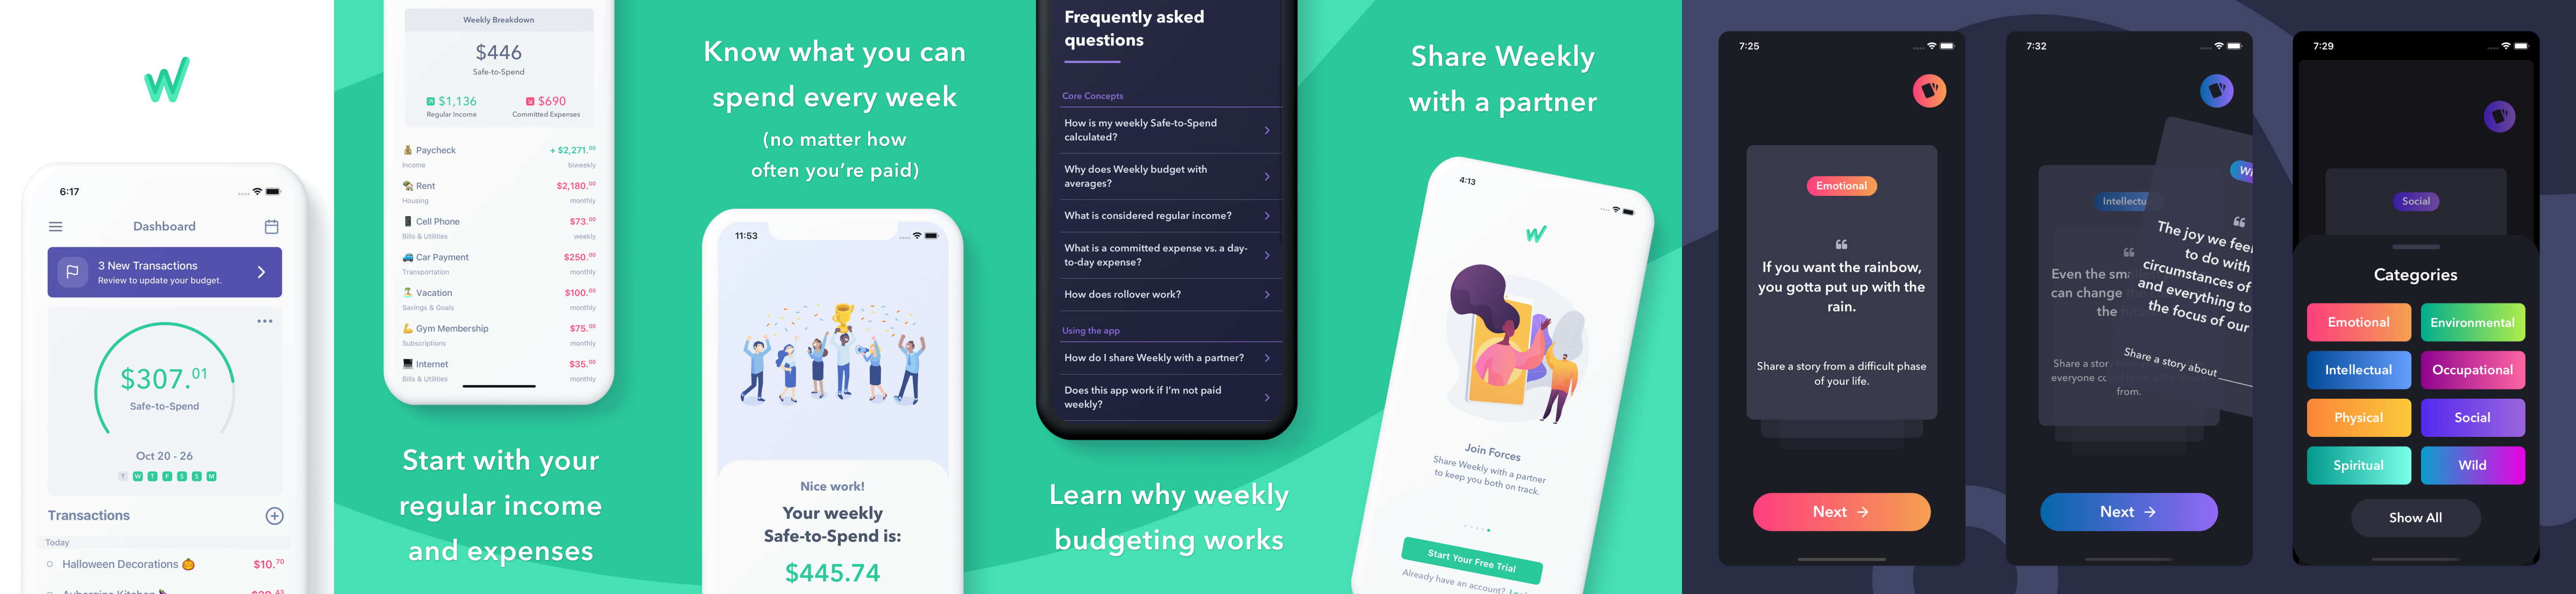 6:17
Dashboard
3 New Transactions
Review to update your budget.
$307.01
Safe-to-Spend
Oct 20 - 26
T W T F S S M
Transactions
Today
Halloween Decorations $10.70
Weekly Breakdown
$446
Safe-to-Spend
$1,136 $690
Regular Income Committed Expenses
Paycheck + $2,271.00
Income biweekly
Rent $2,180.00
Housing monthly
Cell Phone $73.00
Bills & Utilities weekly
Car Payment $250.00
Transportation monthly
Vacation $100.00
Savings & Goals monthly
Gym Membership $75.00
Subscriptions monthly
Internet $35.00
Bills & Utilities monthly
Start with your
regular income
and expenses
Know what you can
spend every week
(no matter how
often you're paid)
11:53
Nice work!
Your weekly
Safe-to-Spend is:
$445.74
Frequently asked
questions
Core Concepts
How is my weekly Safe-to-Spend
calculated?
Why does Weekly budget with
averages?
What is considered regular income?
What is a committed expense vs. a day-
to-day expense?
How does rollover work?
Using the app
How do I share Weekly with a partner?
Does this app work if I'm not paid
weekly?
Learn why weekly
budgeting works
Share Weekly
with a partner
4:13
Join Forces
Share Weekly with a partner
to keep you both on track.
Start Your Free Trial
Already have an account?
7:25
Emotional
If you want the rainbow,
you gotta put up with the
rain.
Share a story from a difficult phase
of your life.
Next
7:32
The joy we feel
to do with
circumstances of
and everything to
the focus of our
Share a story about
Even the
can change
the
Share a
everyone
from.
Next
7:29
Social
Categories
Emotional Environmental
Intellectual Occupational
Physical Social
Spiritual Wild
Show All